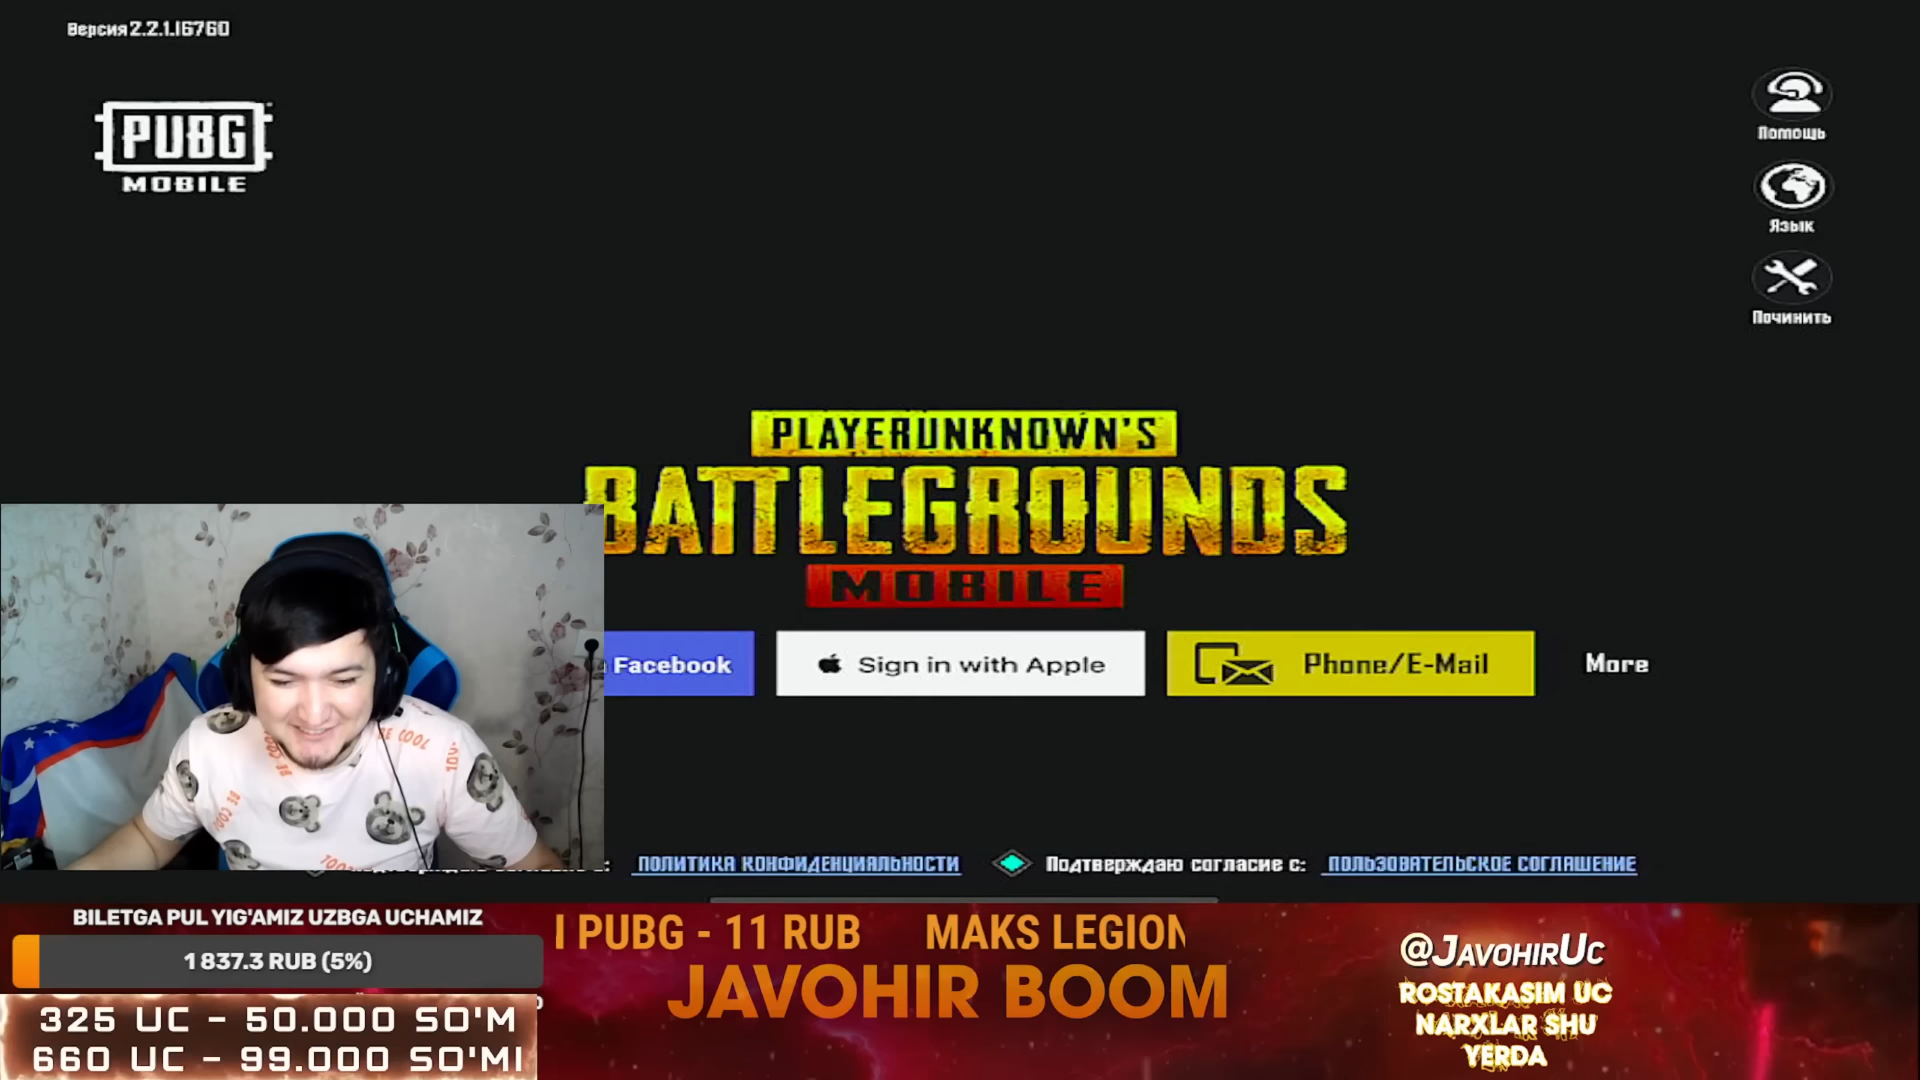 Версия 2.2.1.16760
PUBG
MOBILE
Помощь
Язык
Починить
PLAYERUNKNOWN'S
BATTLEGROUNDS
MOBILE
Facebook
Sign in with Apple
Phone/E-Mail
More
BE COOL
ПОЛИТИКА КОНФИДЕНЦИАЛЬНОСТИ
Подтверждаю согласие с: ПОЛЬЗОВАТЕЛЬСКОЕ СОГЛАШЕНИЕ
BILETGA PUL YIG'AMIZ UZBGA UCHAMIZ
1 837.3 RUB (5%)
325 UC - 50.000 SO'M
660 UC - 99.000 SO'MI
PUBG - 11 RUB MAKS LEGION
JAVOHIR BOOM
@JAVOHIRUC
ROSTAKASIM UC
NARXLAR SHU
YERDA